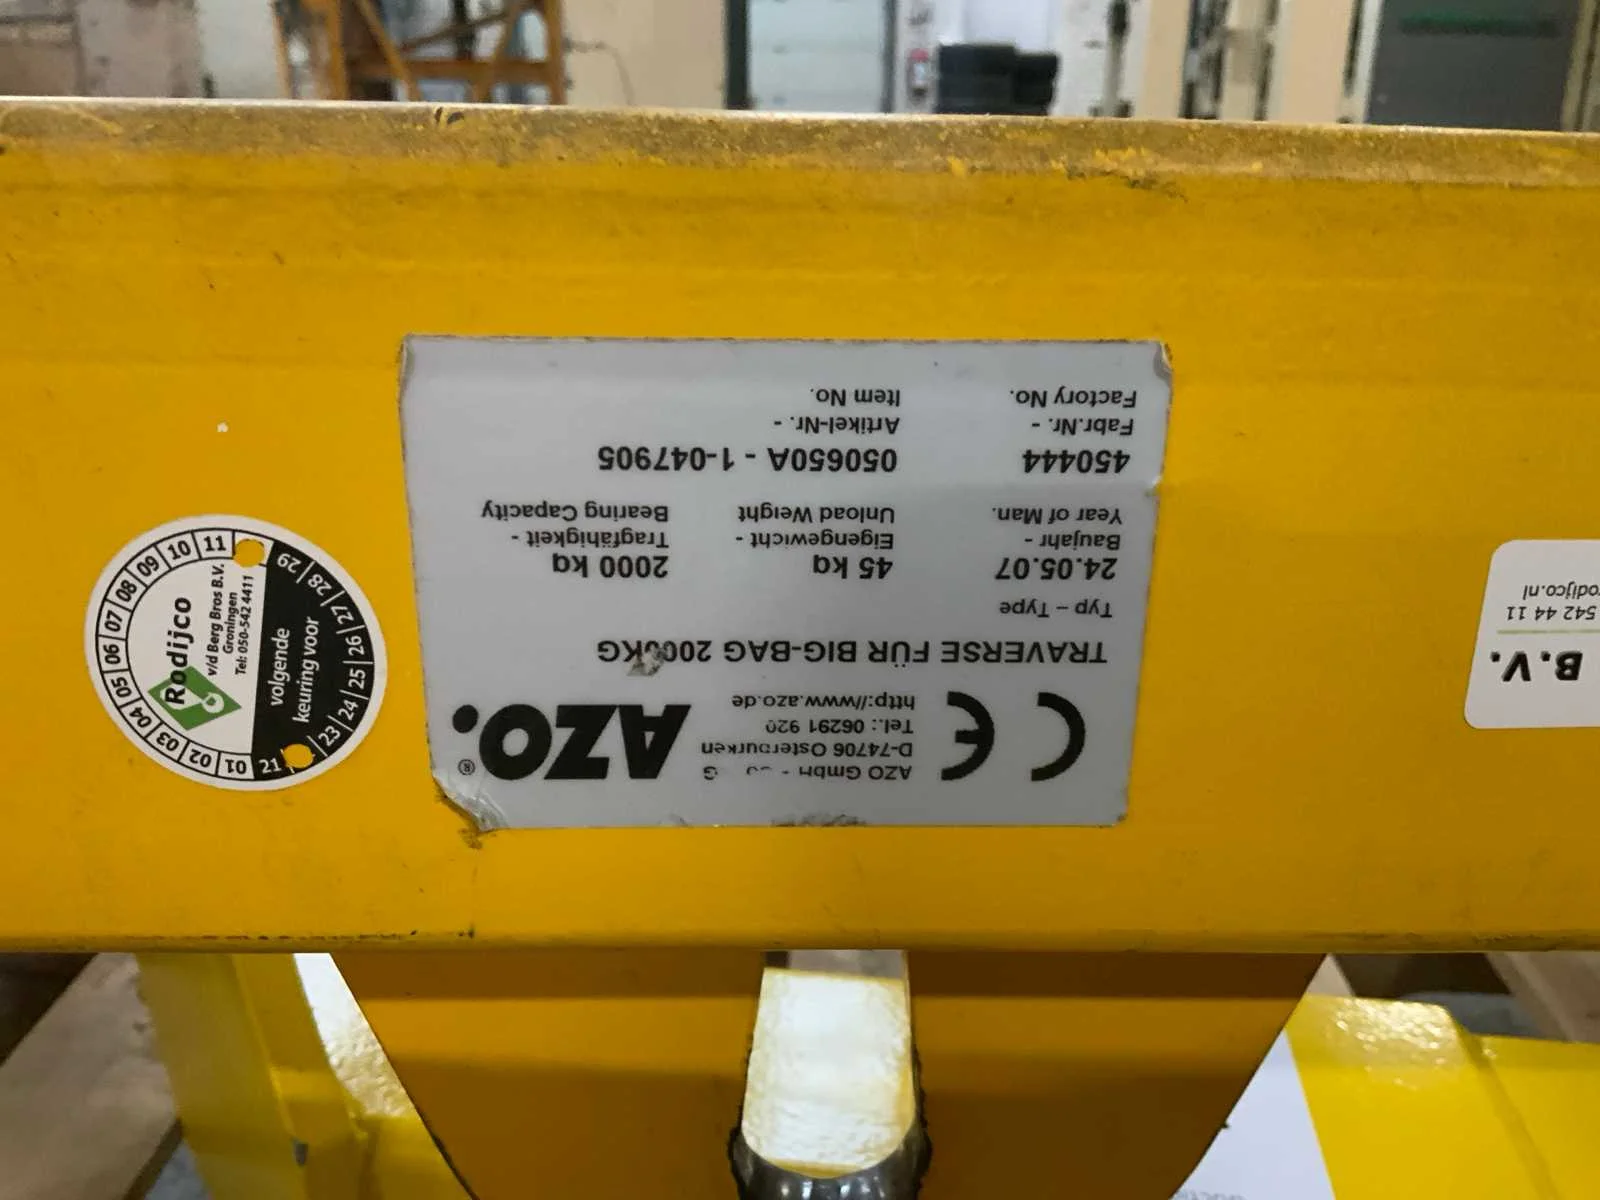 AZO GmbH
D-74706 Osterburken
Tel.: 06291 920
http://www.azo.de
CE
AZO.®
TRAVERSE FÜR BIG-BAG 2000KG
Typ – Type
24.05.07 45 kg 2000 kg
Baujahr - Eigengewicht - Tragfähigkeit -
Year of Man. Unload Weight Bearing Capacity
450444 050650A - 1-047905
Fabr.Nr. - Artikel-Nr. -
Factory No. Item No.
Rodijco
v/d Berg Bros B.V.
Groningen
Tel: 050-542 4411
volgende
keuring voor
01 02 03 04 05 06 07 08 09 10 11
21 23 24 25 26 27 28 29
B.V.
542 44 11
odijco.nl